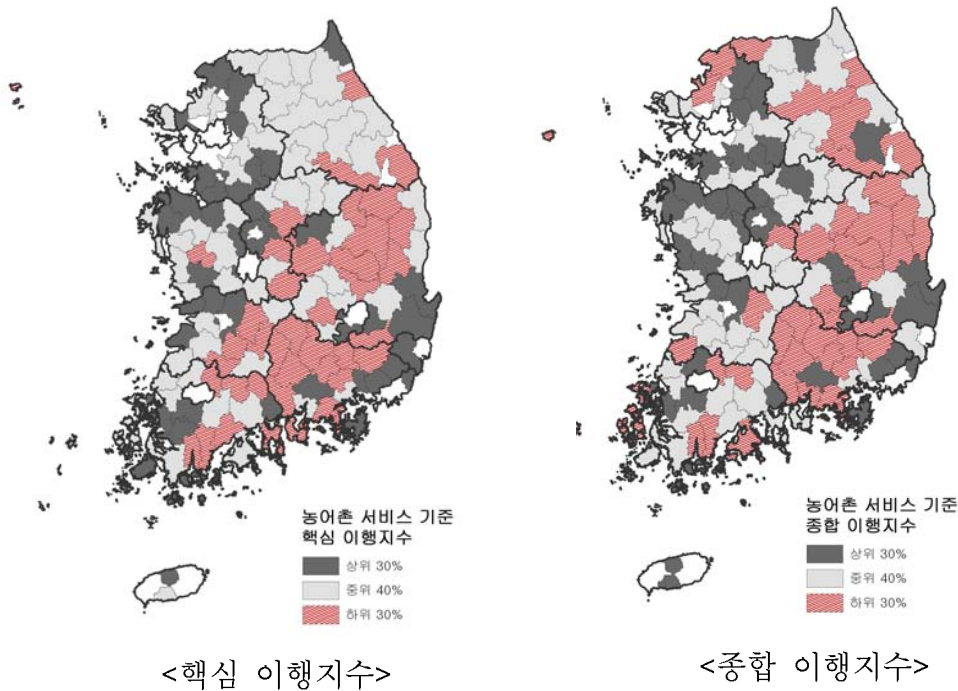 농어촌 서비스 기준
핵심 이행지수
상위 30%
중위 40%
하위 30%
<핵심 이행지수>
농어촌 서비스 기준
종합 이행지수
상위 30%
중위 40%
하위 30%
<종합 이행지수>